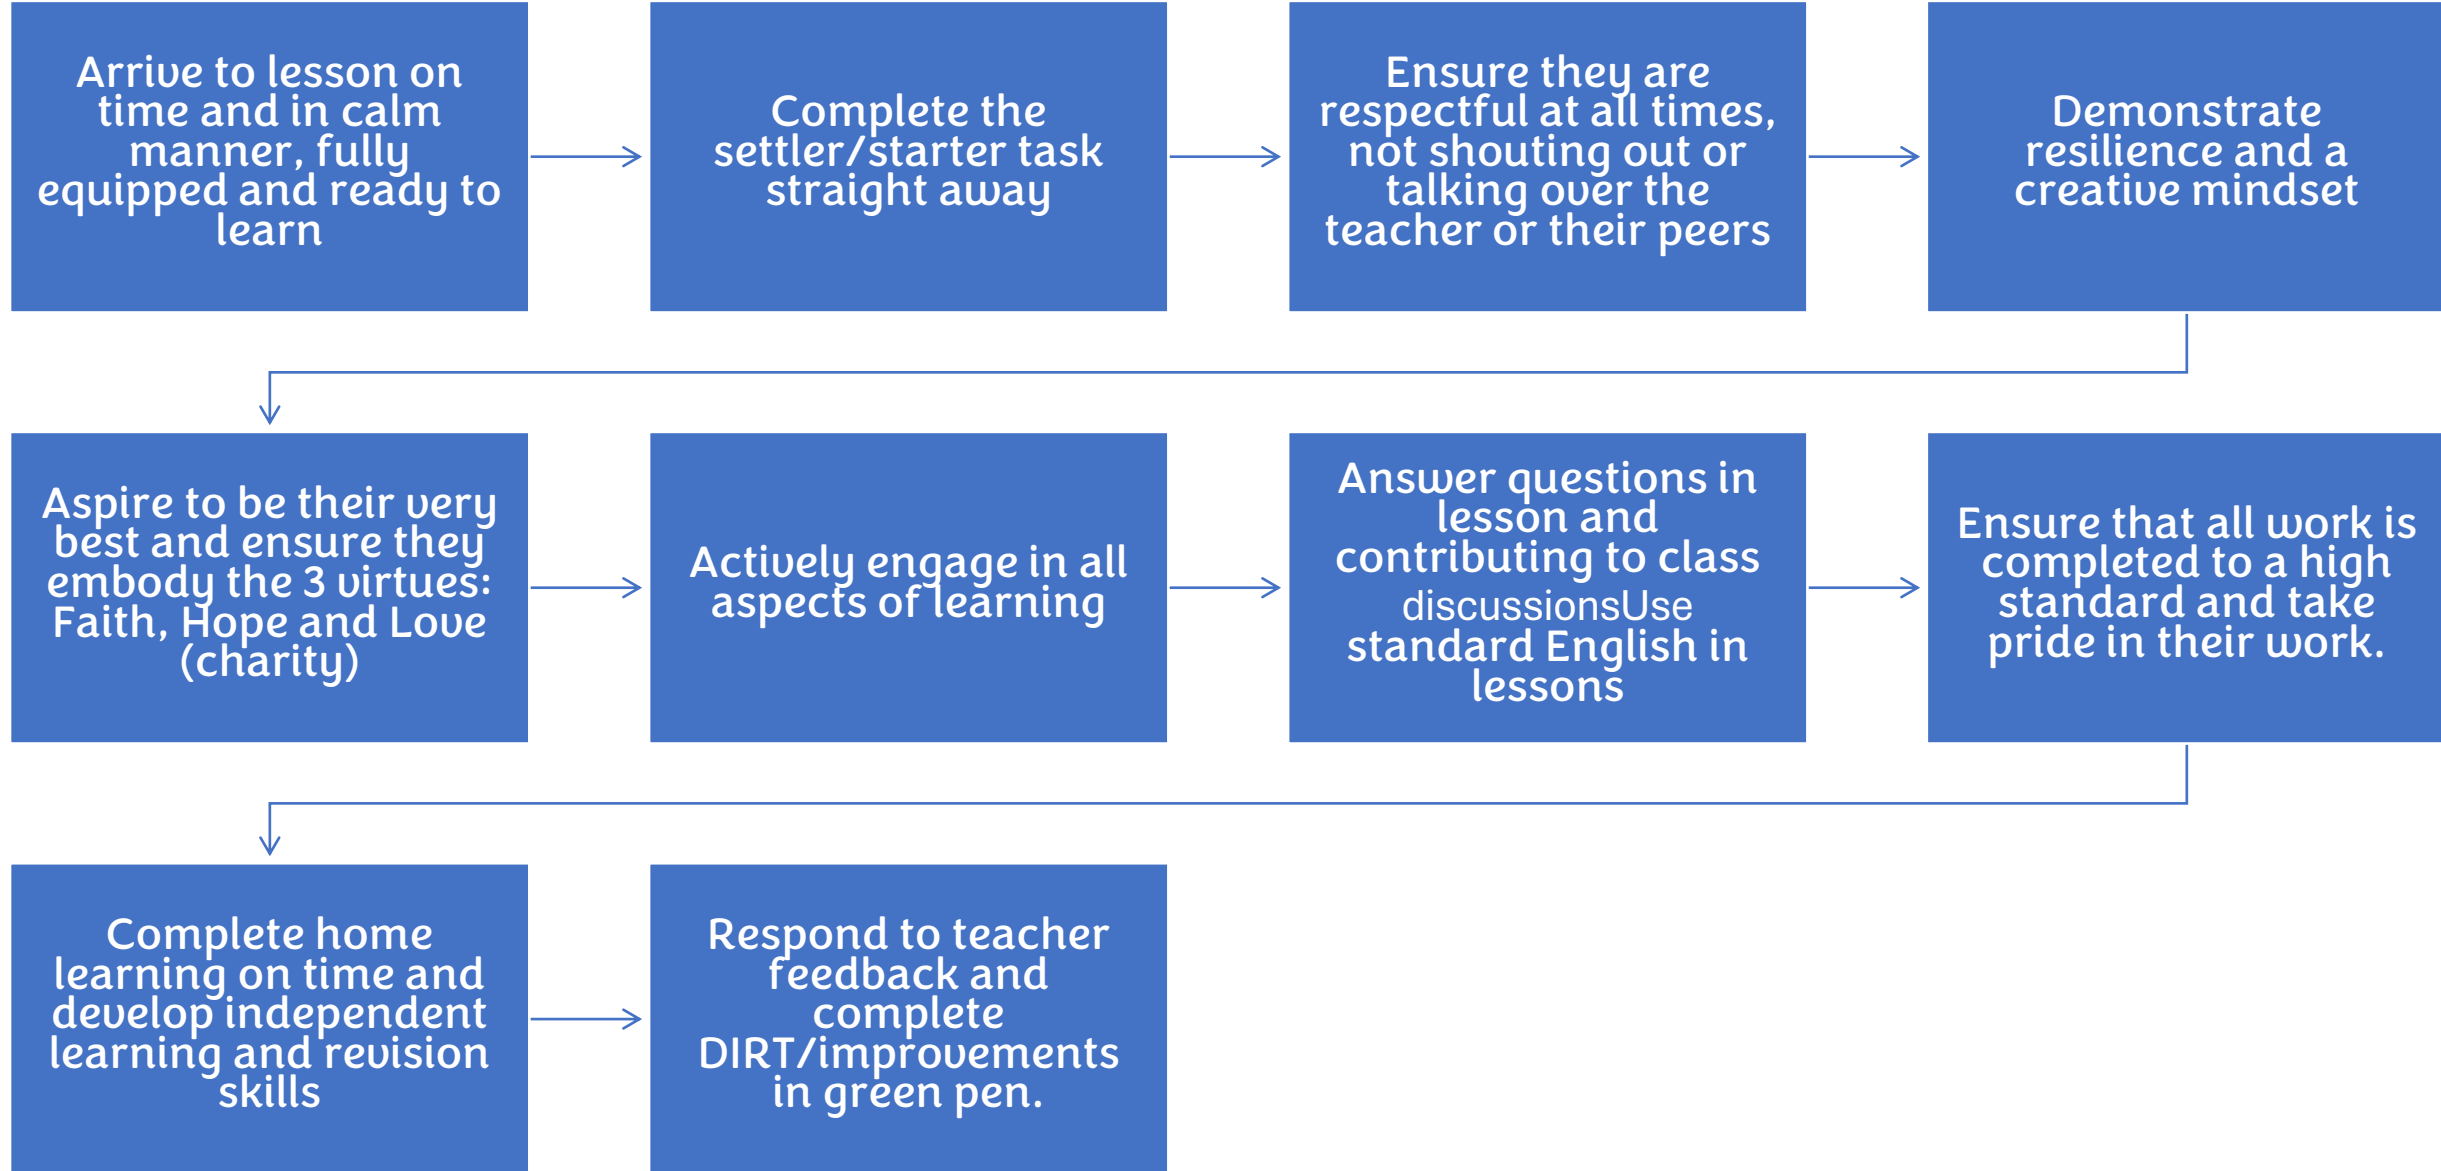 Arrive to lesson on
time and in calm
manner, fully
equipped and ready to
learn
Complete the
settler/starter task
straight away
Ensure they are
respectful at all times,
not shouting out or
talking over the
teacher or their peers
Demonstrate
resilience and a
creative mindset
Aspire to be their very
best and ensure they
embody the 3 virtues:
Faith, Hope and Love
(charity)
Actively engage in all
aspects of learning
Answer questions in
lesson and
contributing to class
discussionsUse
standard English in
lessons
Ensure that all work is
completed to a high
standard and take
pride in their work.
Complete home
learning on time and
develop independent
learning and revision
skills
Respond to teacher
feedback and
complete
DIRT/improvements
in green pen.